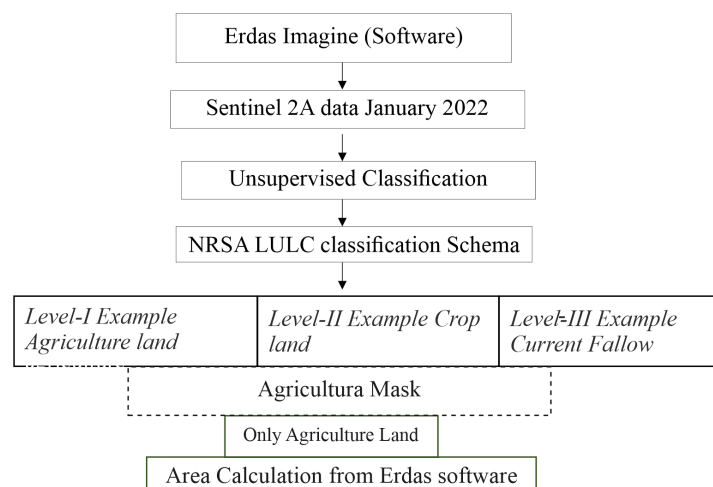 Erdas Imagine (Software)
Sentinel 2A data January 2022
Unsupervised Classification
NRSA LULC classification Schema
Level-I Example
Agriculture land
Level-II Example Crop
land
Level-III Example
Current Fallow
Agricultura Mask
Only Agriculture Land
Area Calculation from Erdas software